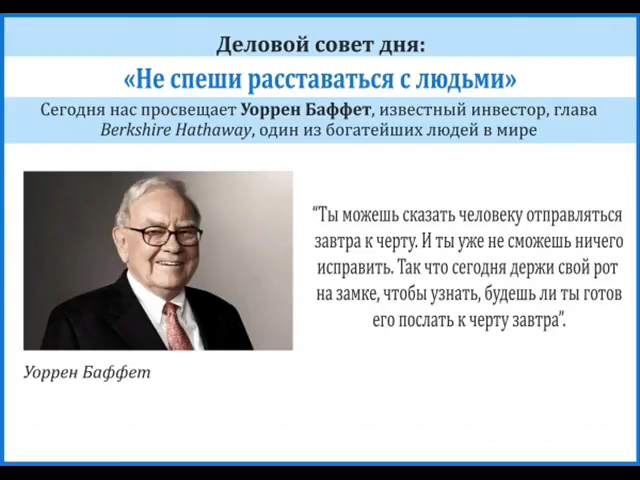 Деловой совет дня:
«Не спеши расставаться с людьми»
Сегодня нас просвещает Уоррен Баффет, известный инвестор, глава
Berkshire Hathaway, один из богатейших людей в мире
“Ты можешь сказать человеку отправляться
завтра к черту. И ты уже не сможешь ничего
исправить. Так что сегодня держи свой рот
на замке, чтобы узнать, будешь ли ты готов
его послать к черту завтра”.
Уоррен Баффет